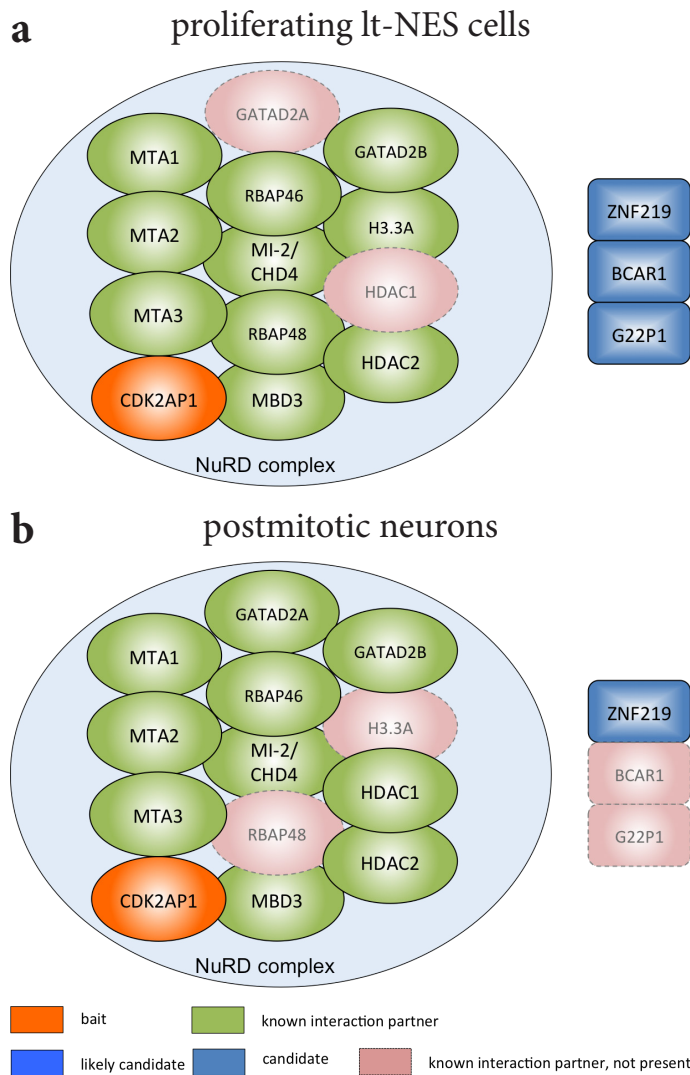 a
proliferating lt-NES cells
GATAD2A
MTA1
GATAD2B
RBAP46
ZNF219
MTA2
H3.3A
MI-2/
CHD4
BCAR1
HDAC1
MTA3
RBAP48
G22P1
HDAC2
CDK2AP1
MBD3
NuRD complex
b
postmitotic neurons
GATAD2A
MTA1
GATAD2B
RBAP46
ZNF219
H3.3A
MTA2
MI-2/
CHD4
BCAR1
HDAC1
MTA3
RBAP48
G22P1
HDAC2
CDK2AP1
MBD3
NuRD complex
bait
known interaction partner
likely candidate
candidate
known interaction partner, not present